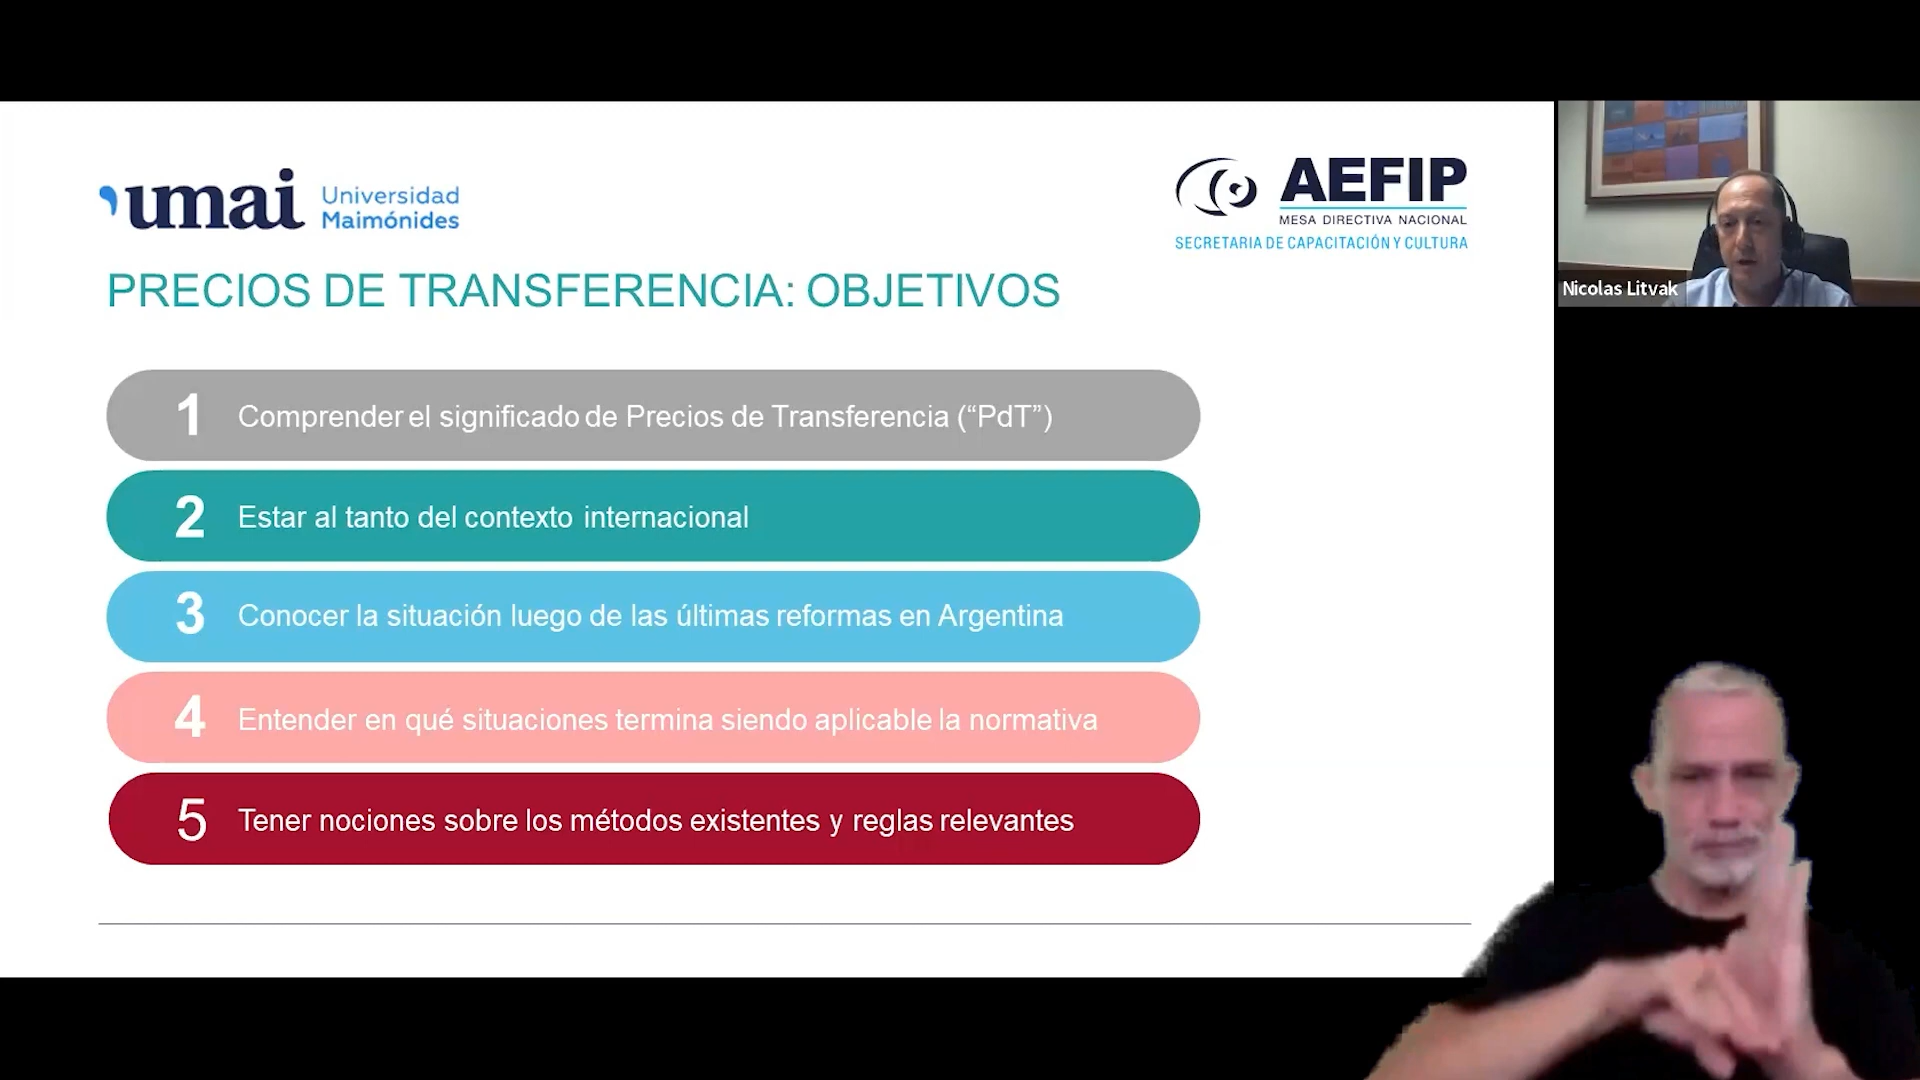 umai
Universidad
Maimónides
AEFIP
MESA DIRECTIVA NACIONAL
SECRETARIA DE CAPACITACIÓN Y CULTURA
PRECIOS DE TRANSFERENCIA: OBJETIVOS
1 Comprender el significado de Precios de Transferencia (“PdT”)
2 Estar al tanto del contexto internacional
3 Conocer la situación luego de las últimas reformas en Argentina
4 Entender en qué situaciones termina siendo aplicable la normativa
5 Tener nociones sobre los métodos existentes y reglas relevantes
Nicolas Litvak